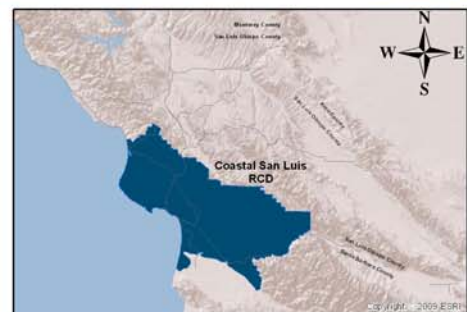 Monterey County
San Luis Obispo County
N
W
E
S
Kern County
San Luis Obispo County
Coastal San Luis
RCD
San Luis Obispo County
Santa Barbara County
Copyright: © 2009 ESRI